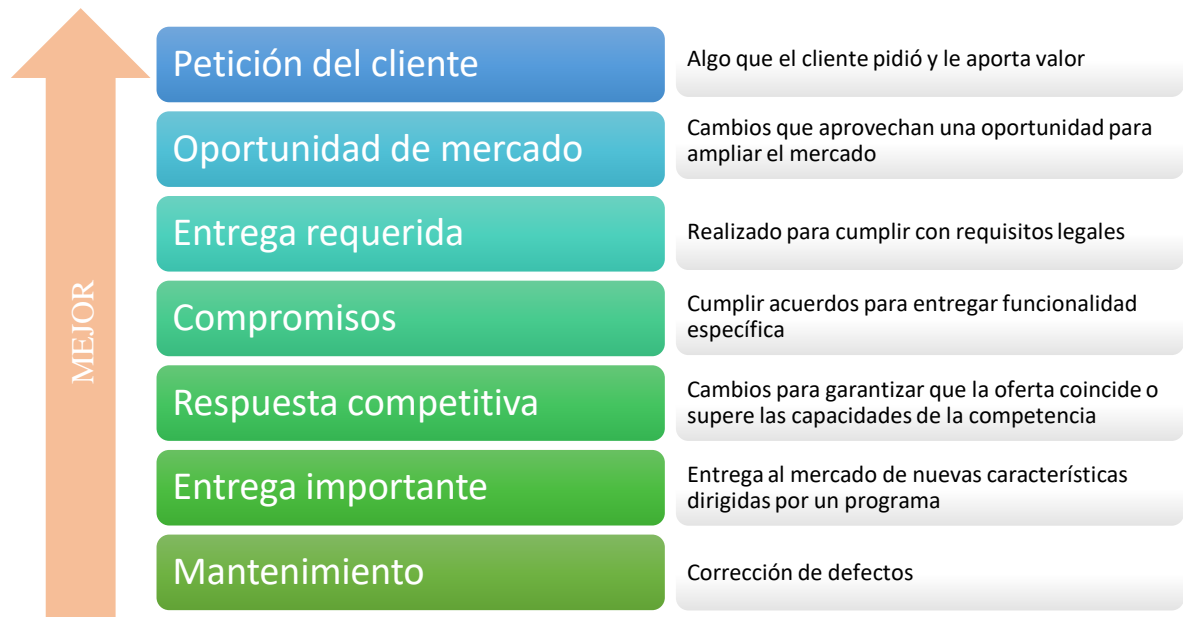 MEJOR
Petición del cliente
Algo que el cliente pidió y le aporta valor
Oportunidad de mercado
Cambios que aprovechan una oportunidad para
ampliar el mercado
Entrega requerida
Realizado para cumplir con requisitos legales
Compromisos
Cumplir acuerdos para entregar funcionalidad
específica
Respuesta competitiva
Cambios para garantizar que la oferta coincide o
supere las capacidades de la competencia
Entrega importante
Entrega al mercado de nuevas características
dirigidas por un programa
Mantenimiento
Corrección de defectos